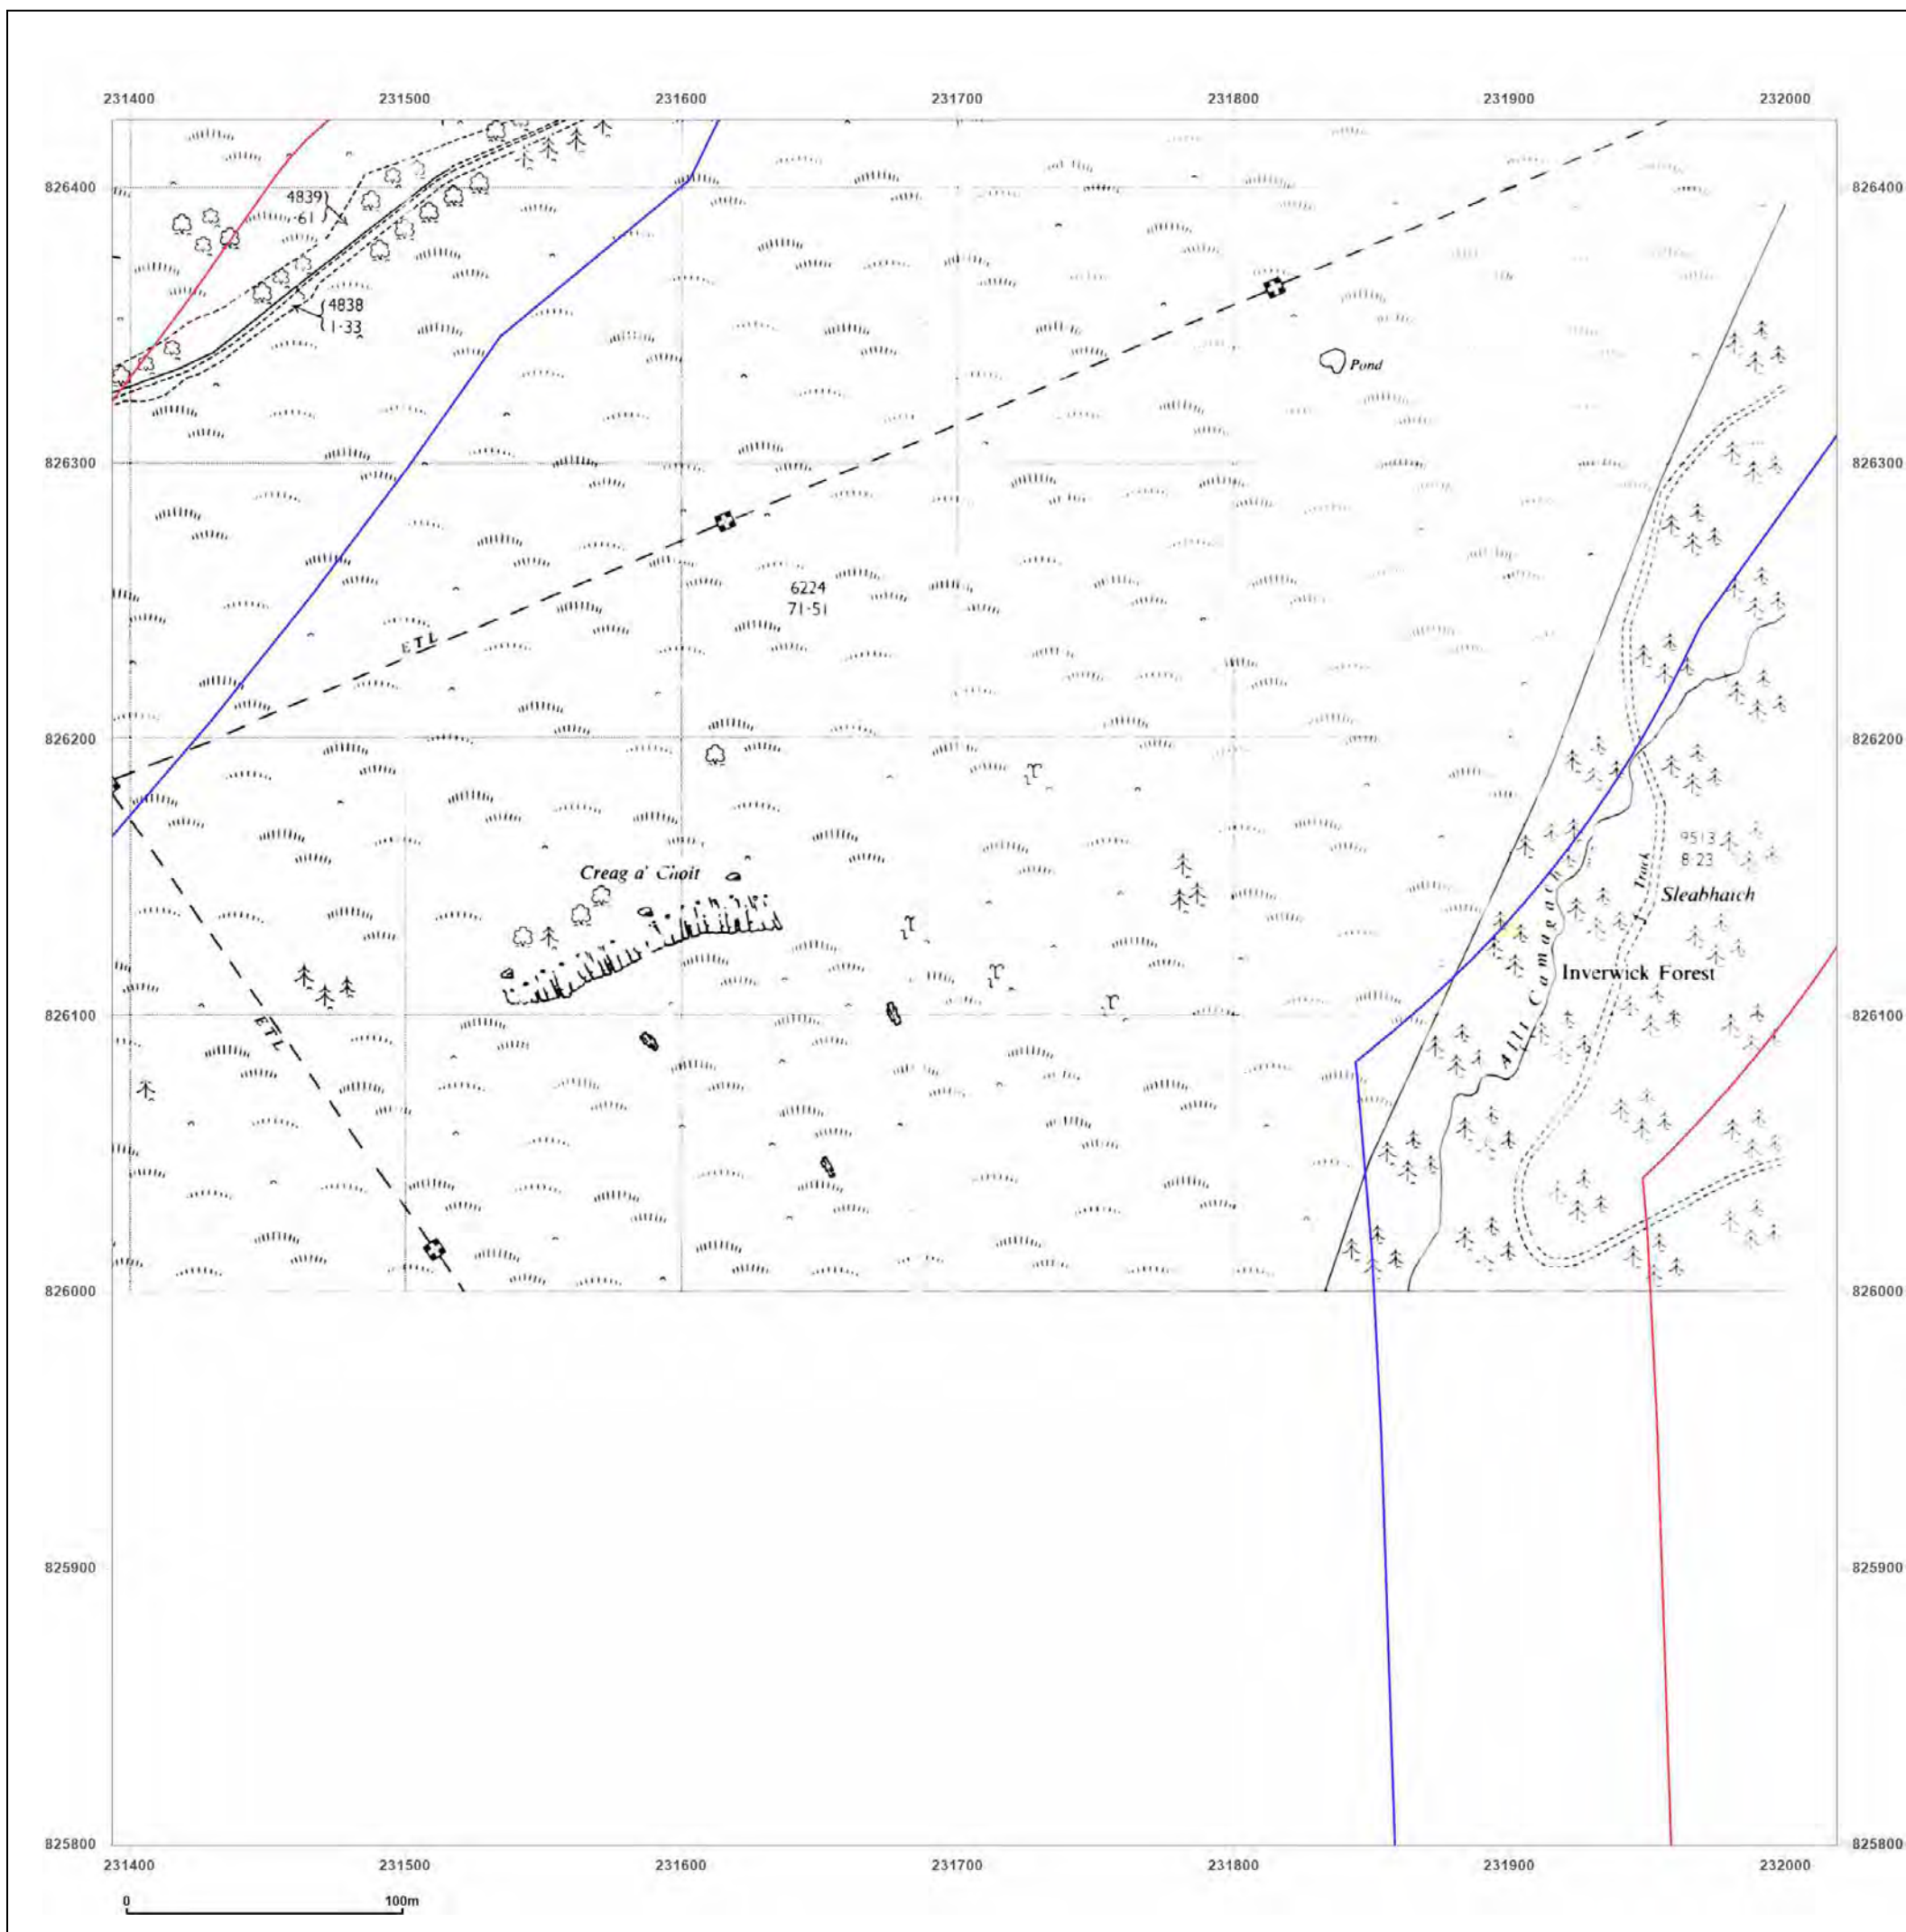 231400 231500 231600 231700 231800 231900 232000
826400 826400
4839
·61
4838
1·33
Pond
826300 826300
6224
71·51
ETL
826200 826200
Creag a' Choit
9513
8·23
Track
Sleabhaich
Allt Camagach
Inverwick Forest
826100 826100
ETL
826000 826000
825900 825900
825800 825800
231400 231500 231600 231700 231800 231900 232000
0 100m